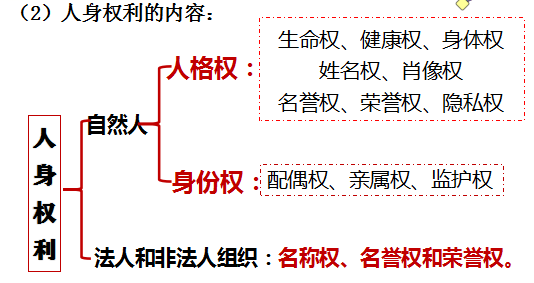 （2）人身权利的内容：
人格权：
生命权、健康权、身体权
姓名权、肖像权
名誉权、荣誉权、隐私权
自然人
身份权：
配偶权、亲属权、监护权
人身权利
法人和非法人组织：名称权、名誉权和荣誉权。